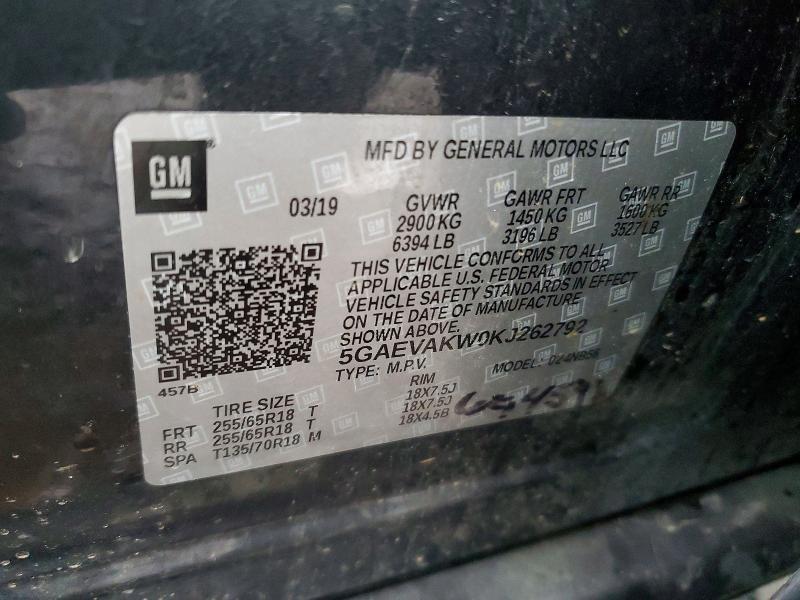 GM
MFD BY GENERAL MOTORS LLC
03/19 GVWR GAWR FRT GAWR RR
2900 KG 1450 KG 1600 KG
6394 LB 3196 LB 3527 LB
THIS VEHICLE CONFORMS TO ALL
APPLICABLE U.S. FEDERAL MOTOR
VEHICLE SAFETY STANDARDS IN EFFECT
ON THE DATE OF MANUFACTURE
SHOWN ABOVE.
5GAEVAKW0KJ262792
TYPE: M.P.V. MODEL:
457B
TIRE SIZE RIM
FRT 255/65R18 T 18X7.5J
RR 255/65R18 T 18X7.5J
SPA T135/70R18 M 18X4.5B